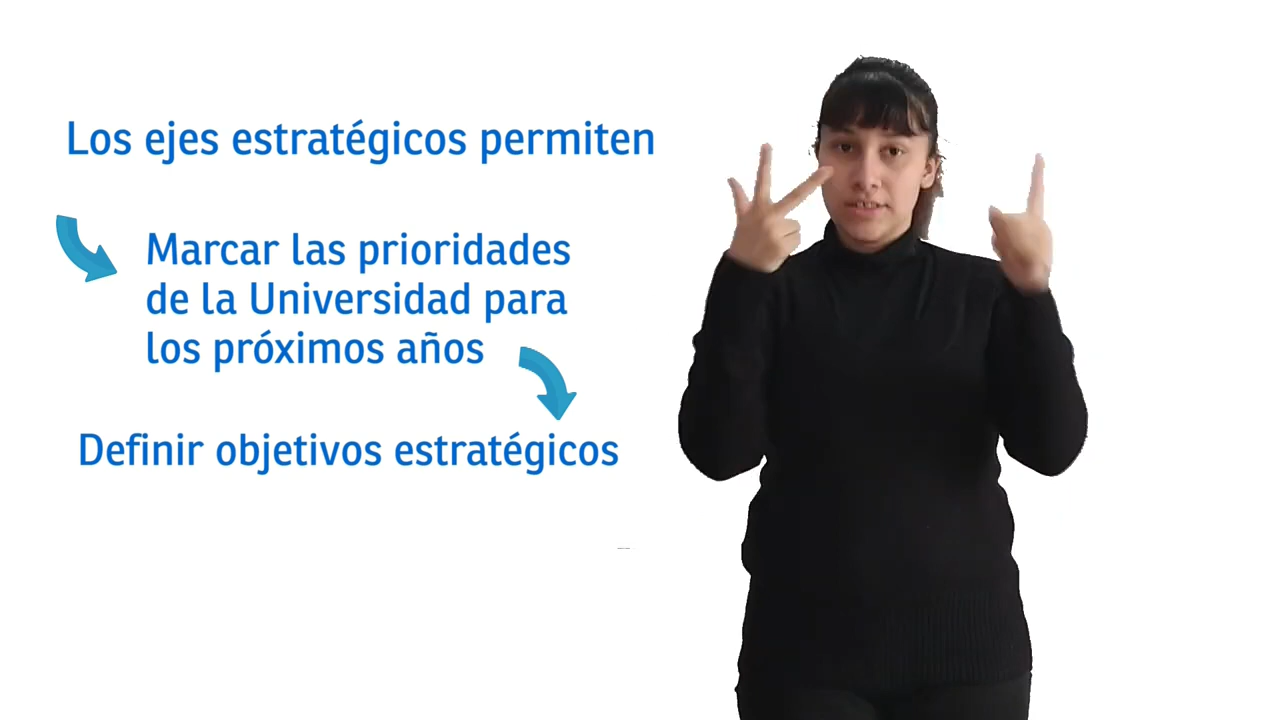 Los ejes estratégicos permiten
Marcar las prioridades
de la Universidad para
los próximos años
Definir objetivos estratégicos